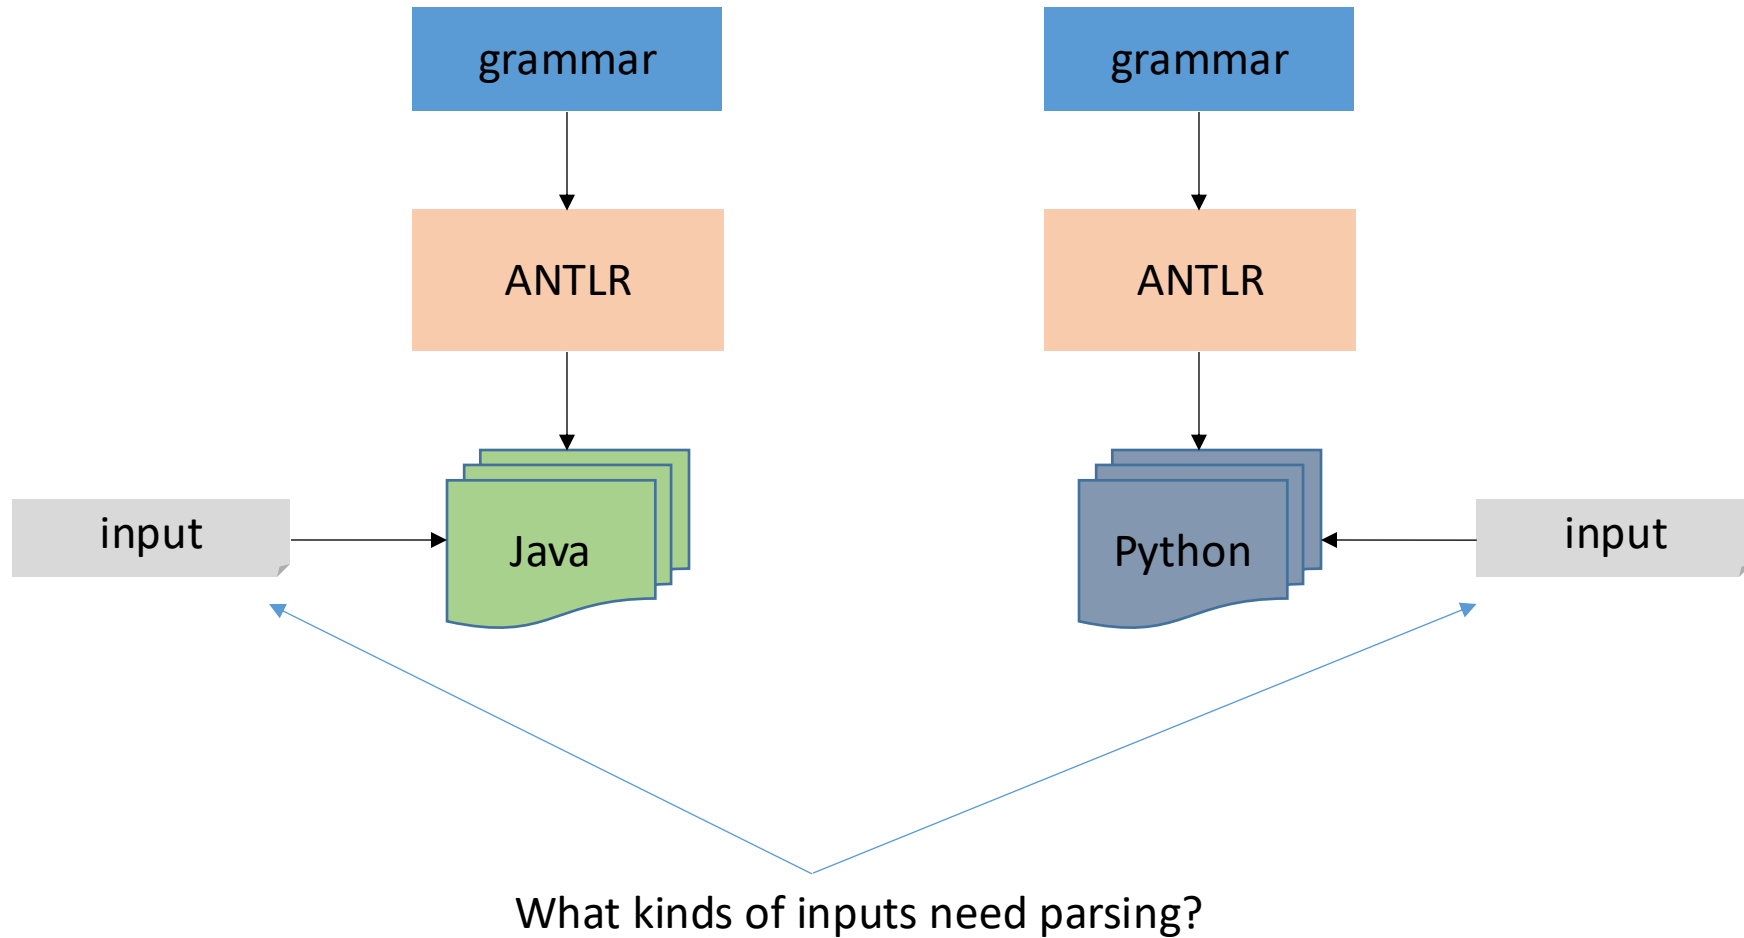 grammar
grammar
ANTLR
ANTLR
input
Java
Python
input
What kinds of inputs need parsing?